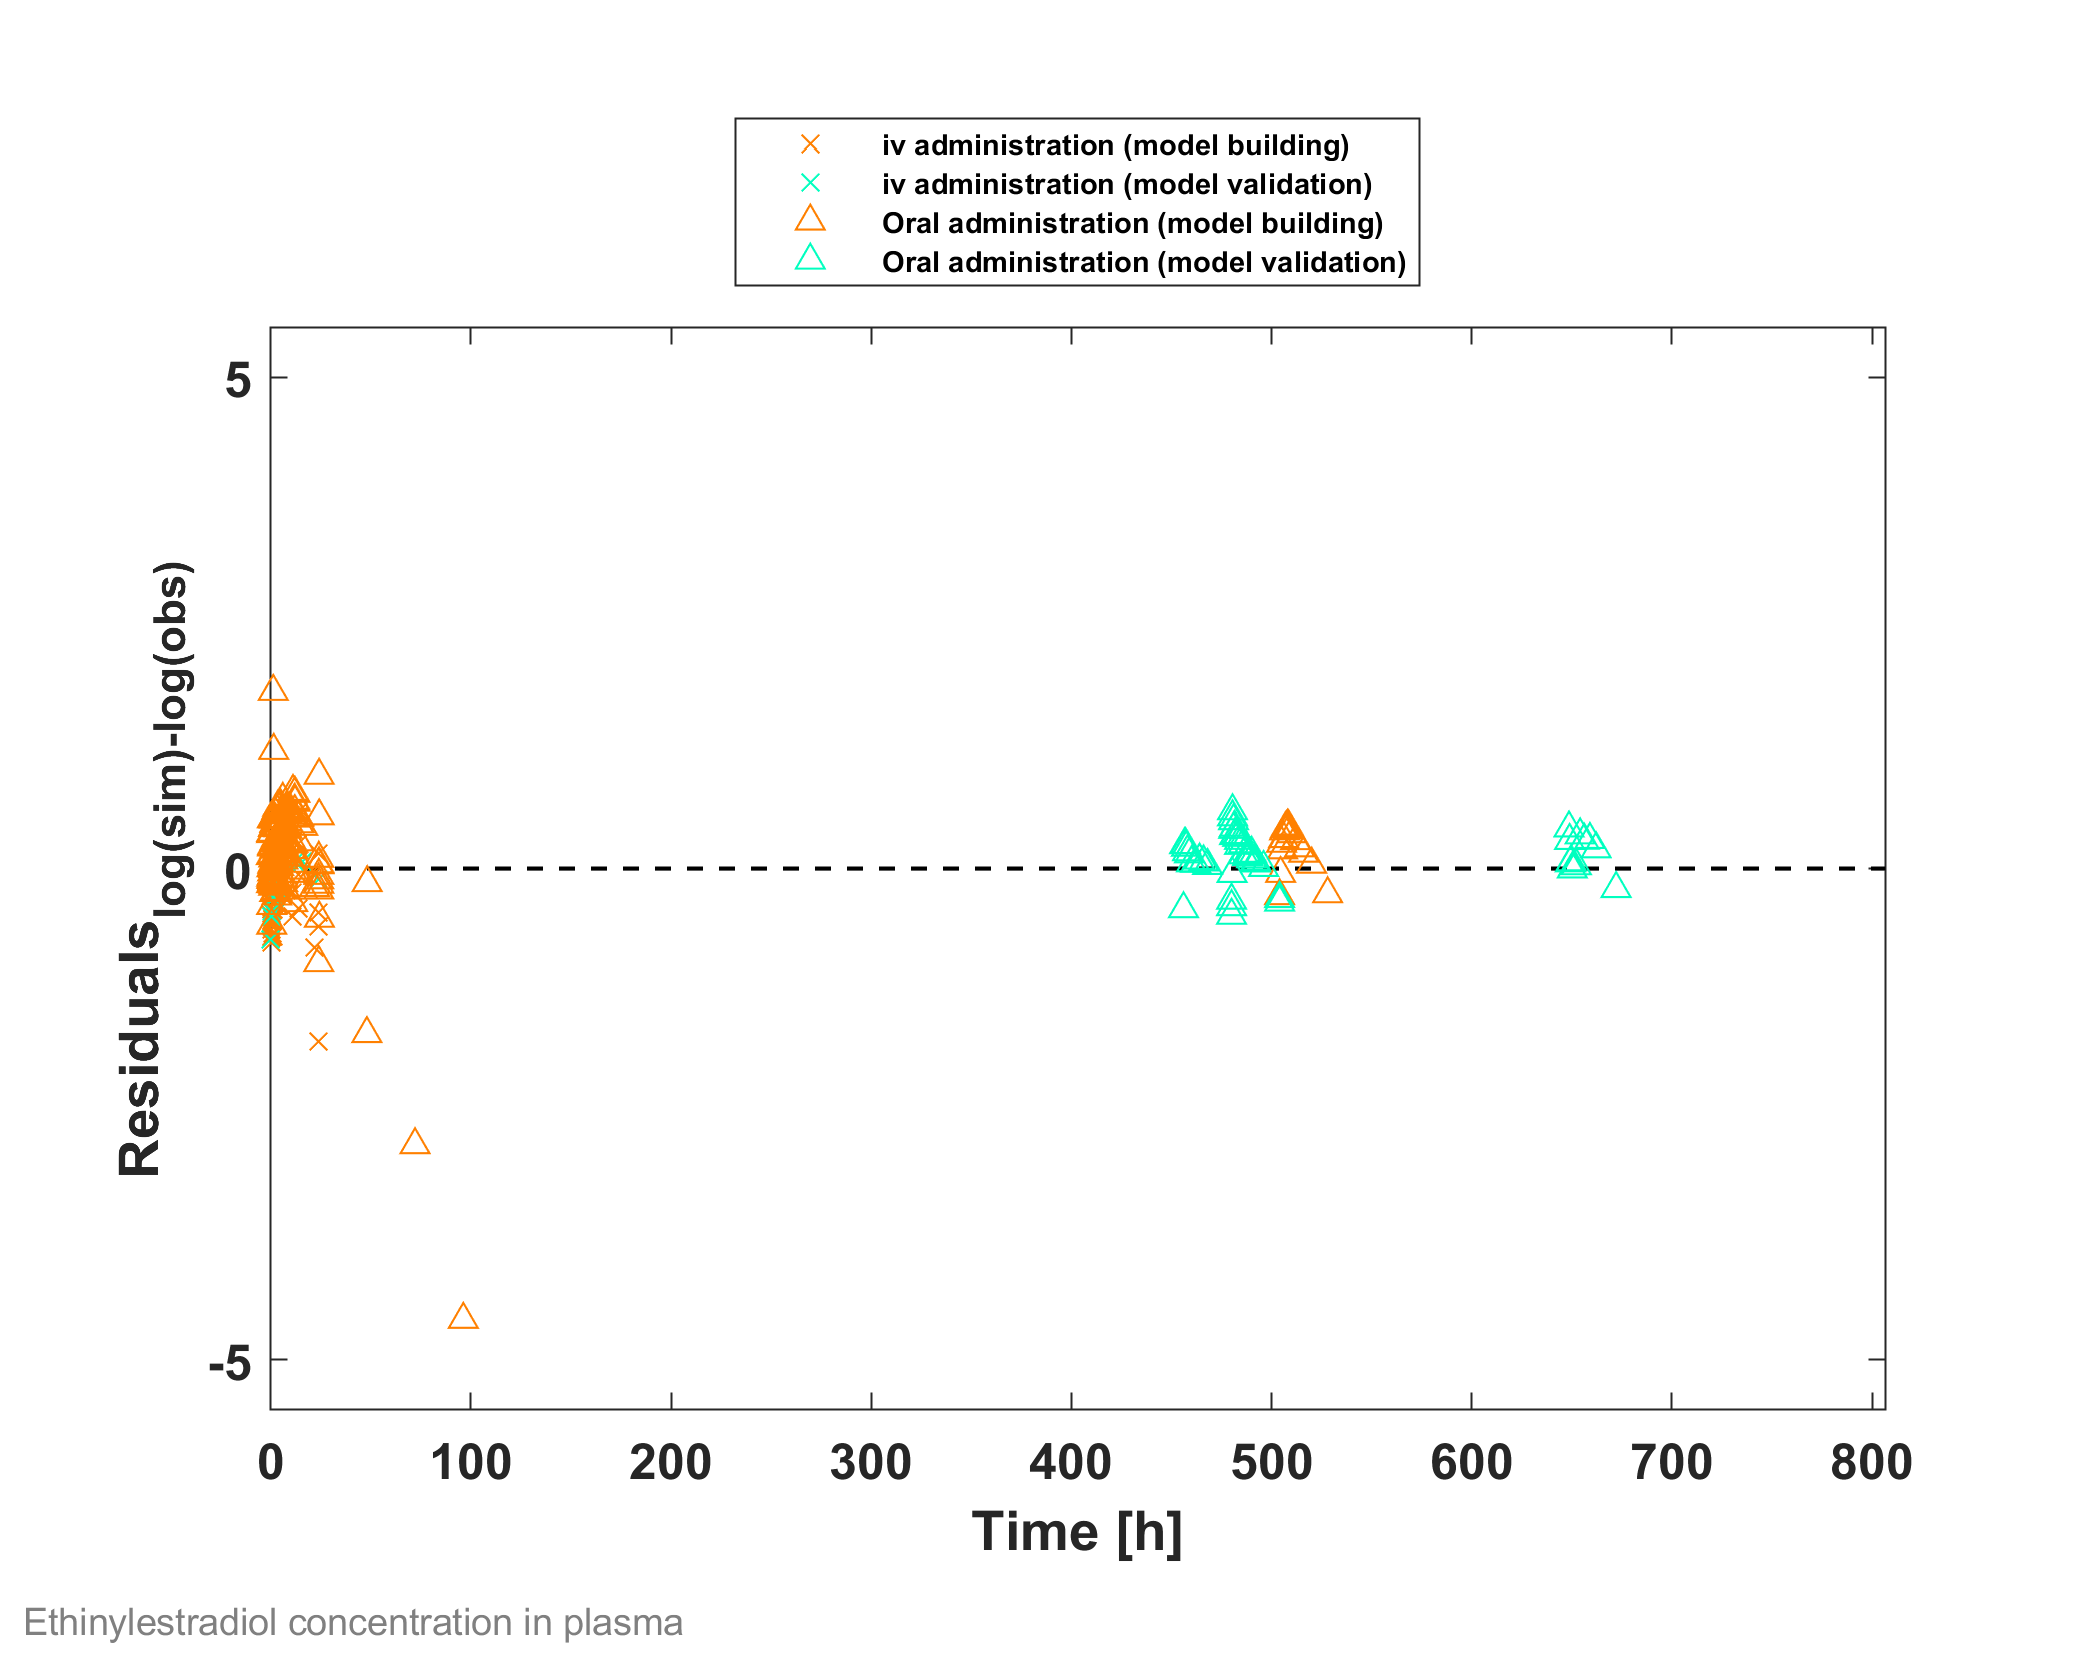 iv administration (model building)
iv administration (model validation)
Oral administration (model building)
Oral administration (model validation)
5
0
-5
Residuals log(sim)-log(obs)
0 100 200 300 400 500 600 700 800
Time [h]
Ethinylestradiol concentration in plasma